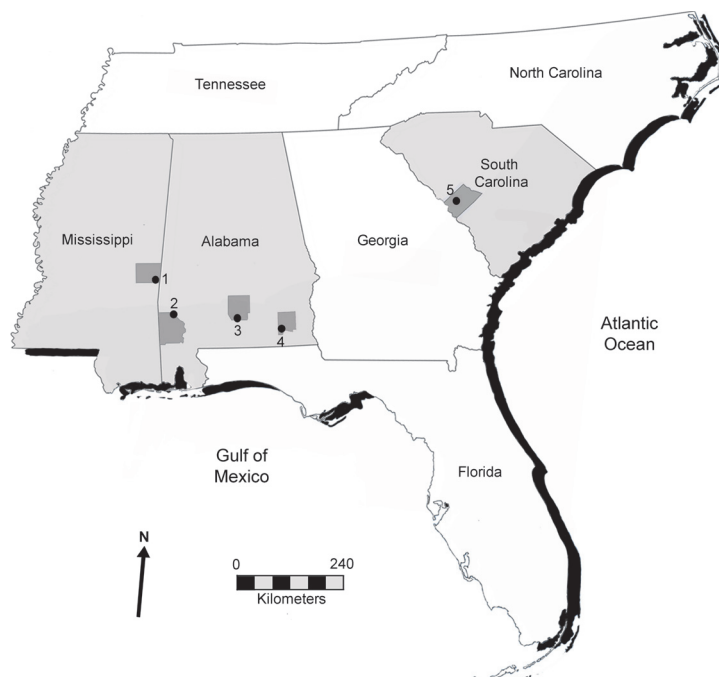 Tennessee
North Carolina
South
Carolina
5
Mississippi
Alabama
Georgia
1
2
3
4
Atlantic
Ocean
Gulf of
Mexico
Florida
N
0 240
Kilometers